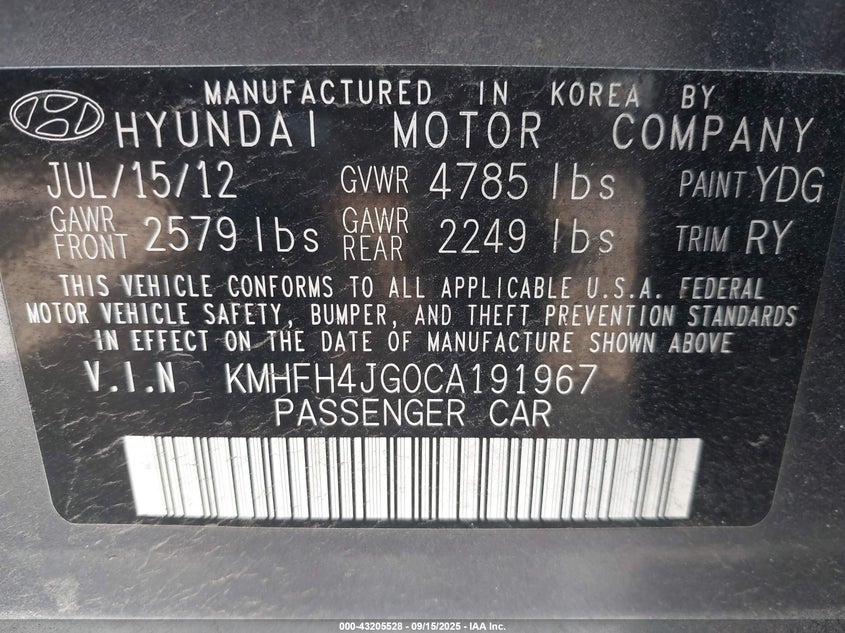 MANUFACTURED IN KOREA BY
HYUNDAI MOTOR COMPANY
JUL/15/12 GVWR 4785 lbs PAINT YDG
GAWR FRONT 2579 lbs GAWR REAR 2249 lbs TRIM RY
THIS VEHICLE CONFORMS TO ALL APPLICABLE U.S.A. FEDERAL
MOTOR VEHICLE SAFETY, BUMPER, AND THEFT PREVENTION STANDARDS
IN EFFECT ON THE DATE OF MANUFACTURE SHOWN ABOVE
V.I.N KMHFH4JG0CA191967
PASSENGER CAR
000-43205528 - 09/15/2025 - IAA Inc.